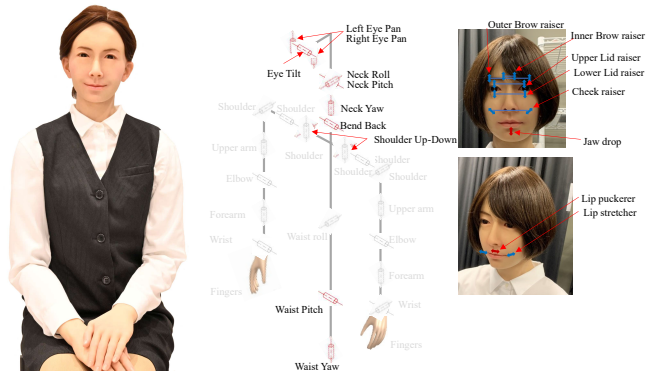 Left Eye Pan
Right Eye Pan
Eye Tilt
Neck Roll
Neck Pitch
Neck Yaw
Bend Back
Shoulder Up-Down
Shoulder
Shoulder
Shoulder
Shoulder
Shoulder
Shoulder
Upper arm
Elbow
Forearm
Wrist
Fingers
Waist roll
Upper arm
Elbow
Forearm
Wrist
Fingers
Waist Pitch
Waist Yaw
Outer Brow raiser
Inner Brow raiser
Upper Lid raiser
Lower Lid raiser
Cheek raiser
Jaw drop
Lip puckerer
Lip stretcher